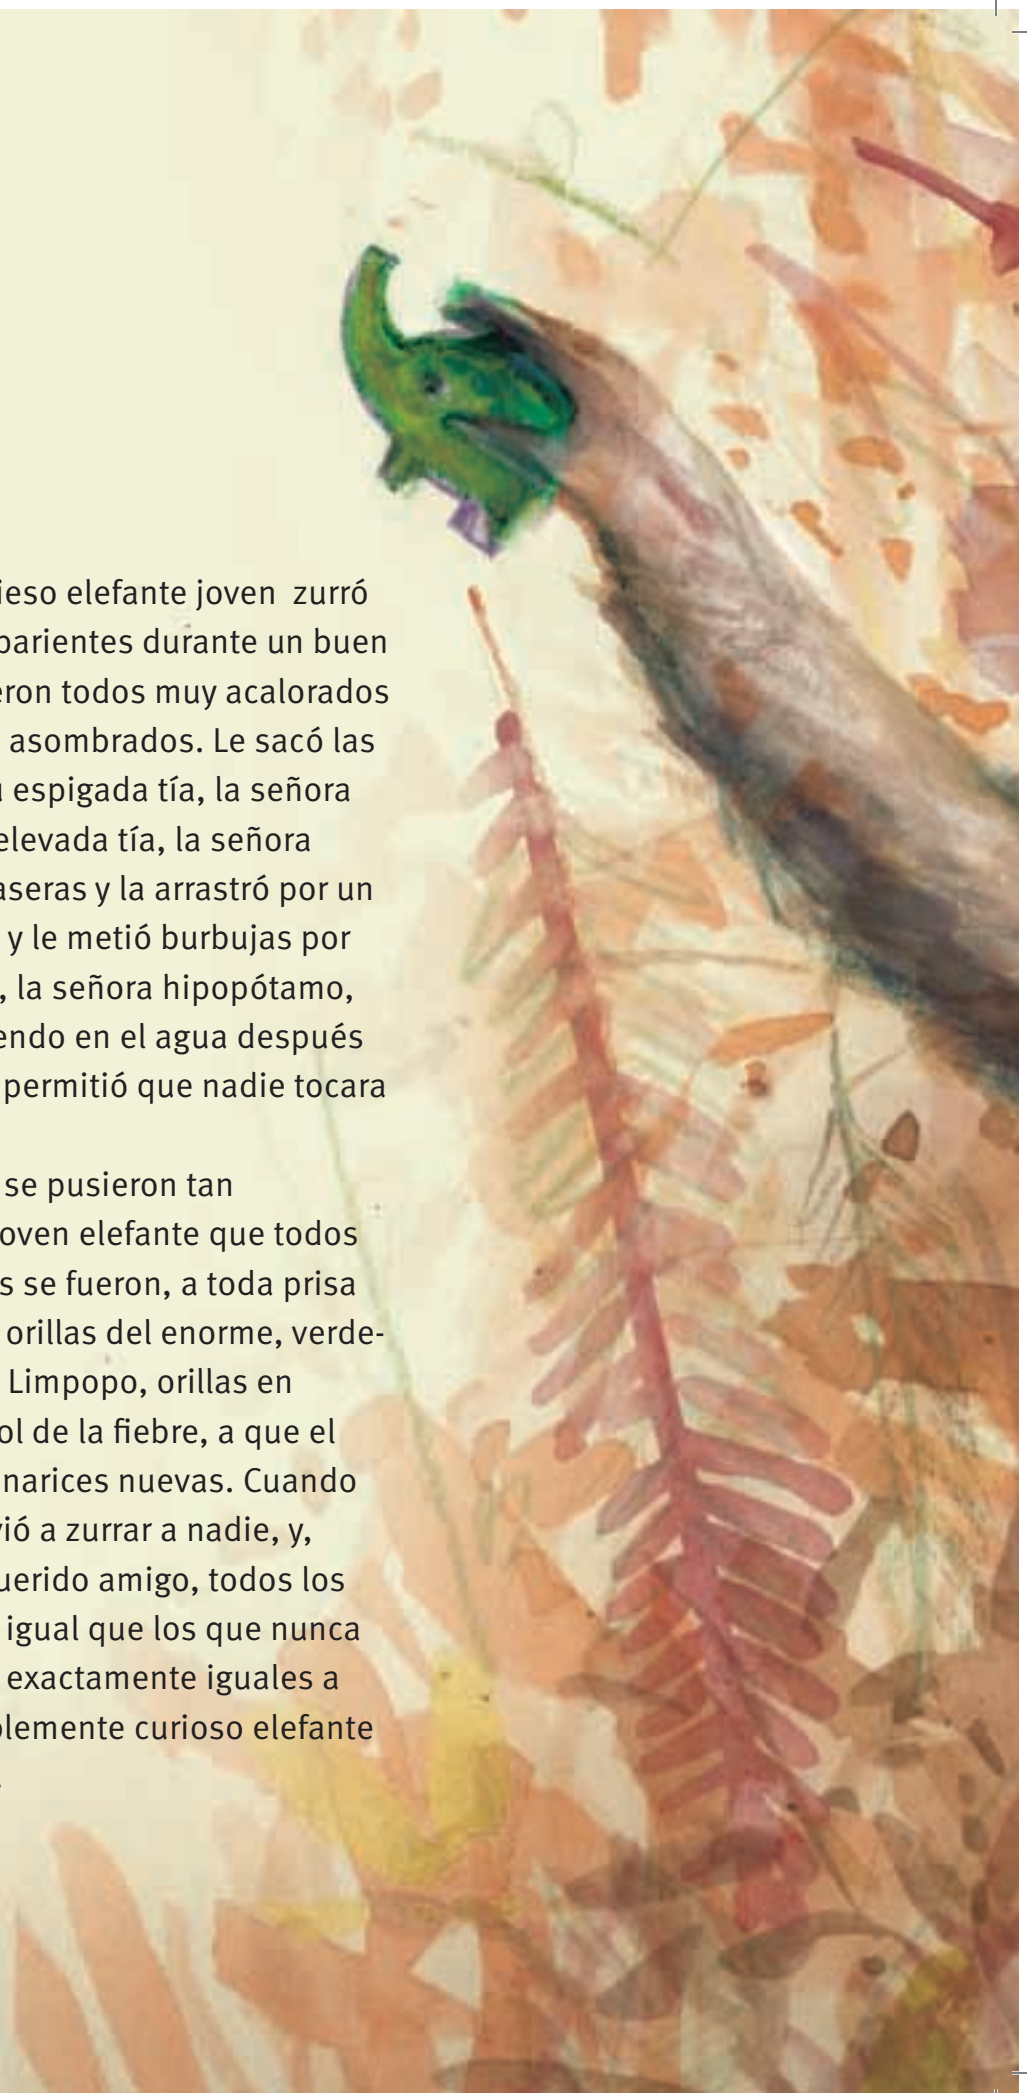 ieso elefante joven zurró
parientes durante un buen
eron todos muy acalorados
asombrados. Le sacó las
espigada tía, la señora
elevada tía, la señora
aseras y la arrastró por un
y le metió burbujas por
, la señora hipopótamo,
endo en el agua después
permitió que nadie tocara
se pusieron tan
oven elefante que todos
s se fueron, a toda prisa
orillas del enorme, verde-
Limpopo, orillas en
ol de la fiebre, a que el
narices nuevas. Cuando
vió a zurrar a nadie, y,
uerido amigo, todos los
igual que los que nunca
exactamente iguales a
blemente curioso elefante
.